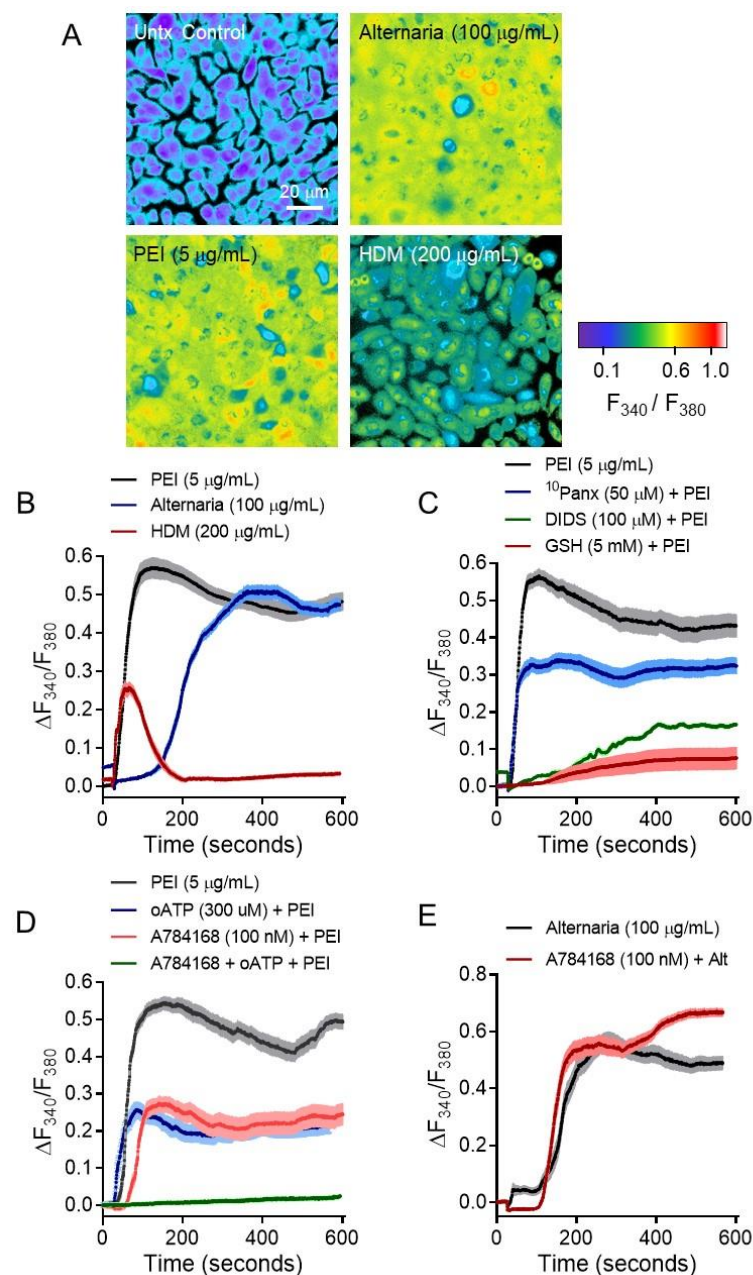 A
Untx Control
Alternaria (100 μg/mL)
20 μm
PEI (5 μg/mL)
HDM (200 μg/mL)
0.1 0.6 1.0
F340 / F380
B
PEI (5 μg/mL)
Alternaria (100 μg/mL)
HDM (200 μg/mL)
0.6
0.5
0.4
0.3
0.2
0.1
0.0
ΔF340/F380
0 200 400 600
Time (seconds)
C
PEI (5 μg/mL)
10Panx (50 μM) + PEI
DIDS (100 μM) + PEI
GSH (5 mM) + PEI
0.6
0.5
0.4
0.3
0.2
0.1
0.0
ΔF340/F380
0 200 400 600
Time (seconds)
D
PEI (5 μg/mL)
oATP (300 uM) + PEI
A784168 (100 nM) + PEI
A784168 + oATP + PEI
0.6
0.5
0.4
0.3
0.2
0.1
0.0
ΔF340/F380
0 200 400 600
Time (seconds)
E
Alternaria (100 μg/mL)
A784168 (100 nM) + Alt
0.8
0.6
0.4
0.2
0.0
ΔF340/F380
0 200 400 600
Time (seconds)